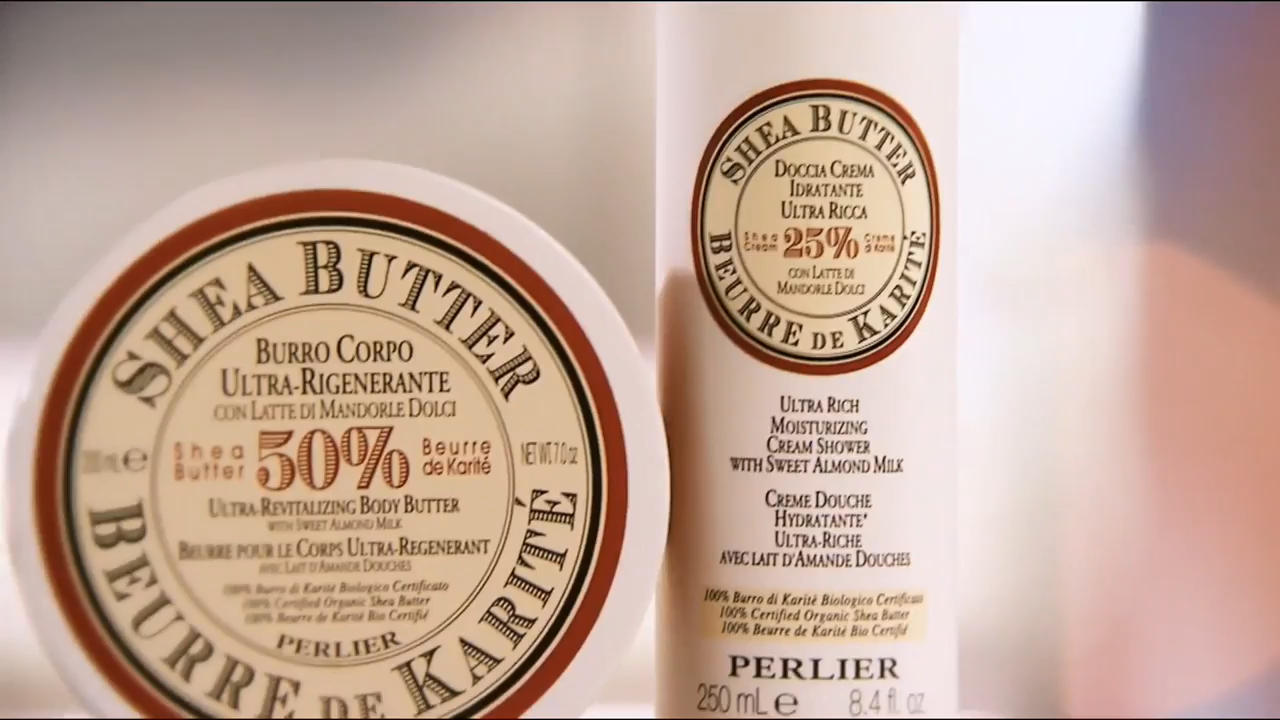 SHEA BUTTER
BURRO CORPO
ULTRA-RIGENERANTE
CON LATTE DI MANDORLE DOLCI
Shea
Butter
50%
Beurre
de Karité
℮
NET WT. 7.0 oz
ULTRA-REVITALIZING BODY BUTTER
WITH SWEET ALMOND MILK
BEURRE POUR LE CORPS ULTRA-REGENERANT
AVEC LAIT D'AMANDE DOUCHES
100% Burro di Karité Biologico Certificato
100% Certified Organic Shea Butter
100% Beurre de Karité Bio Certifié
PERLIER
BEURRE DE KARITÉ
SHEA BUTTER
DOCCIA CREMA
IDRATANTE
ULTRA RICCA
Shea
Cream
25%
Crème
de Karité
CON LATTE DI
MANDORLE DOLCI
BEURRE DE KARITÉ
ULTRA RICH
MOISTURIZING
CREAM SHOWER
WITH SWEET ALMOND MILK
CREME DOUCHE
HYDRATANTE*
ULTRA-RICHE
AVEC LAIT D'AMANDE DOUCHES
100% Burro di Karité Biologico Certificato
100% Certified Organic Shea Butter
100% Beurre de Karité Bio Certifié
PERLIER
250 mL ℮ 8.4 fl. oz